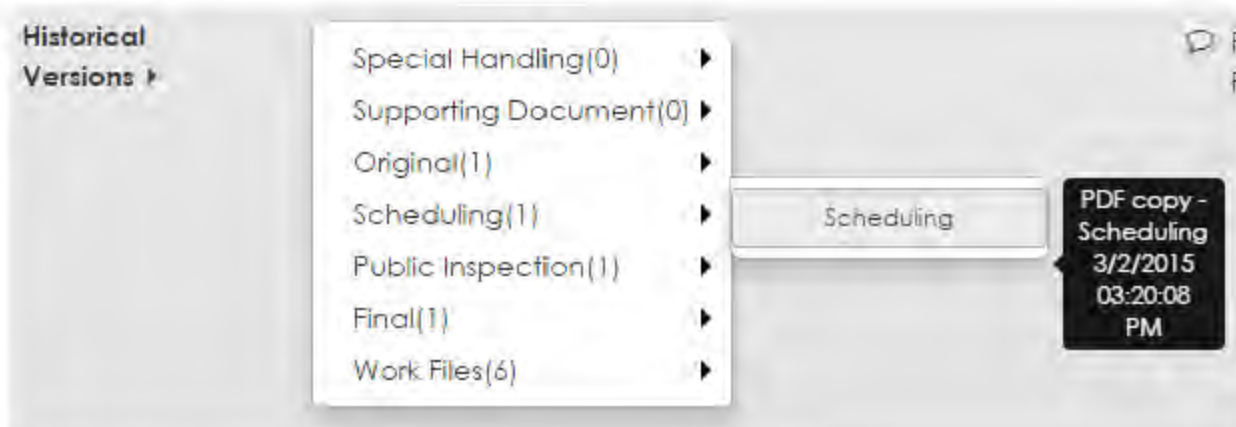 Historical
Versions
Special Handling(0)
Supporting Document(0)
Original(1)
Scheduling(1)
Public Inspection(1)
Final(1)
Work Files(6)
Scheduling
PDF copy -
Scheduling
3/2/2015
03:20:08
PM